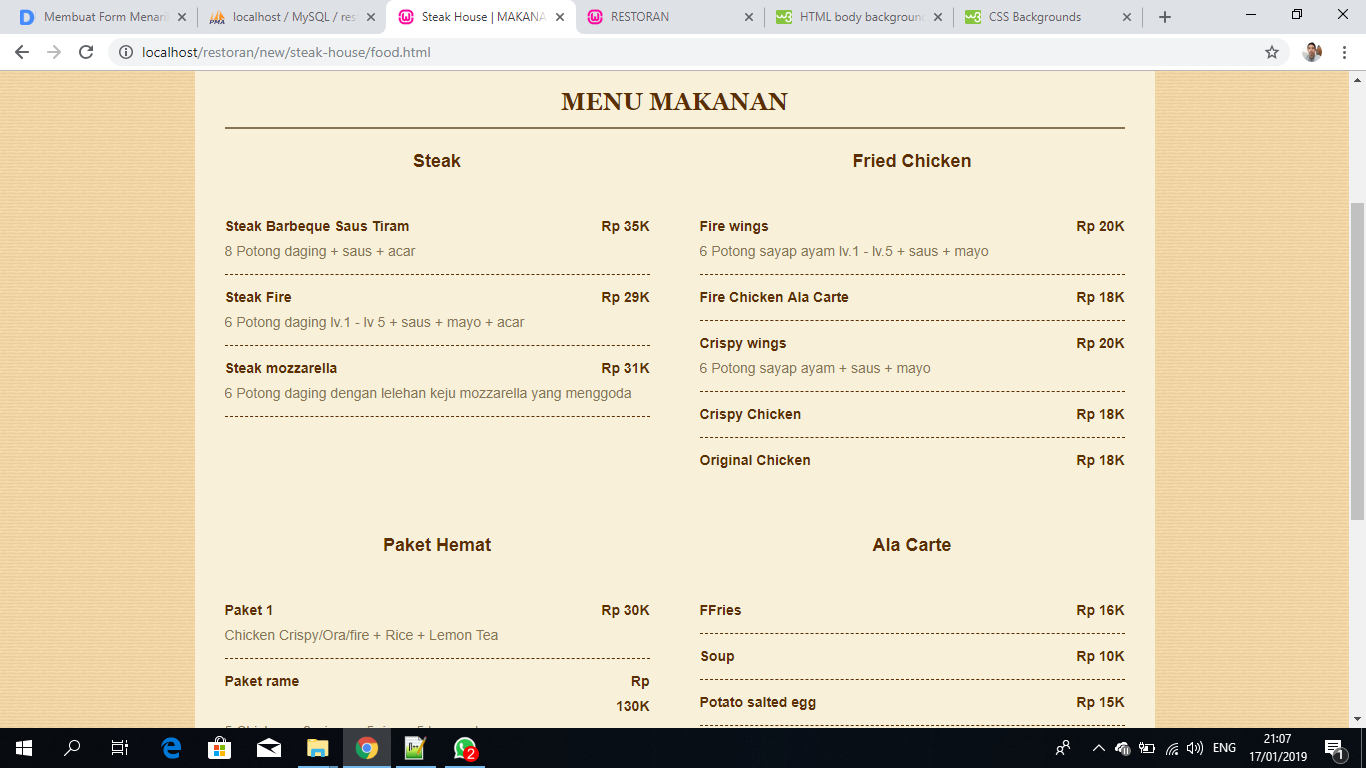 Membuat Form Menari
localhost / MySQL / res
Steak House | MAKANA
RESTORAN
HTML body background
CSS Backgrounds
localhost/restoran/new/steak-house/food.html
MENU MAKANAN
Steak
Steak Barbeque Saus Tiram Rp 35K
8 Potong daging + saus + acar
Steak Fire Rp 29K
6 Potong daging lv.1 - lv 5 + saus + mayo + acar
Steak mozzarella Rp 31K
6 Potong daging dengan lelehan keju mozzarella yang menggoda
Fried Chicken
Fire wings Rp 20K
6 Potong sayap ayam lv.1 - lv.5 + saus + mayo
Fire Chicken Ala Carte Rp 18K
Crispy wings Rp 20K
6 Potong sayap ayam + saus + mayo
Crispy Chicken Rp 18K
Original Chicken Rp 18K
Paket Hemat
Paket 1 Rp 30K
Chicken Crispy/Ora/fire + Rice + Lemon Tea
Paket rame Rp
130K
Ala Carte
FFries Rp 16K
Soup Rp 10K
Potato salted egg Rp 15K
2
ENG
21:07
17/01/2019
1